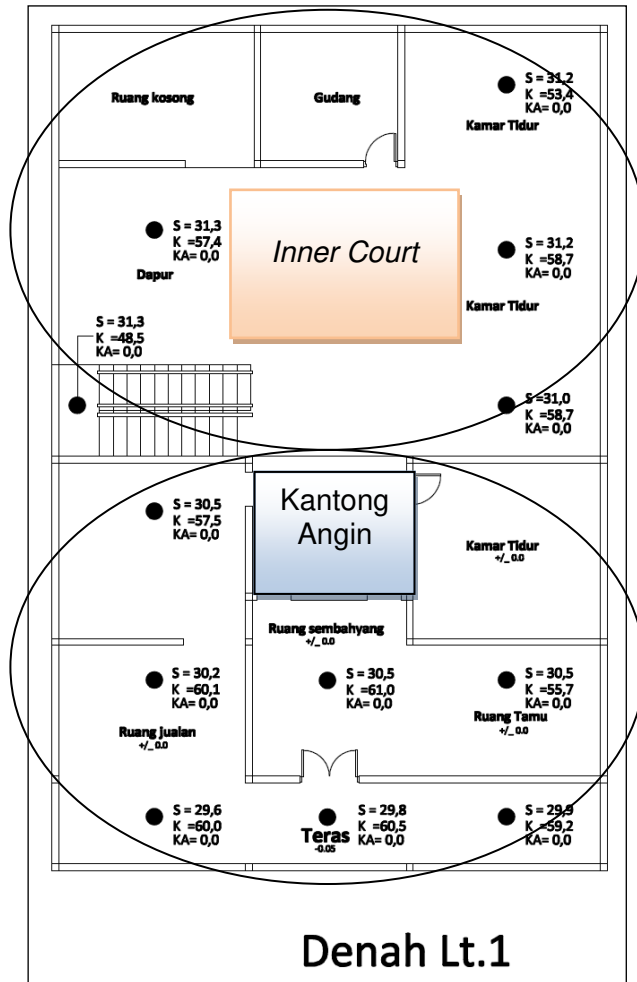 Ruang kosong
Gudang
S = 31,2
K =53,4
KA= 0,0
Kamar Tidur
S = 31,3
K =57,4
KA= 0,0
Dapur
Inner Court
S = 31,2
K =58,7
KA= 0,0
Kamar Tidur
S = 31,3
K =48,5
KA= 0,0
S =31,0
K =58,7
KA= 0,0
S = 30,5
K =57,5
KA= 0,0
Kantong
Angin
Kamar Tidur
+/_ 0.0
Ruang sembahyang
+/_ 0.0
S = 30,2
K =60,1
KA= 0,0
Ruang jualan
+/_ 0.0
S = 30,5
K =61,0
KA= 0,0
S = 30,5
K =55,7
KA= 0,0
Ruang Tamu
+/_ 0.0
S = 29,6
K =60,0
KA= 0,0
S = 29,8
K =60,5
KA= 0,0
Teras
-0.05
S = 29,9
K =59,2
KA= 0,0
Denah Lt.1